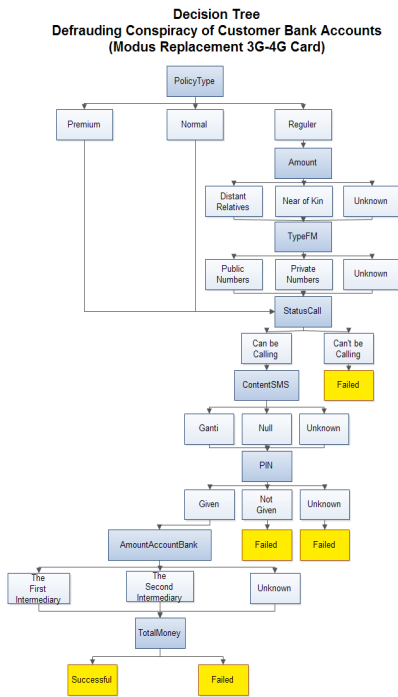 Decision Tree
Defrauding Conspiracy of Customer Bank Accounts
(Modus Replacement 3G-4G Card)
PolicyType
Premium
Normal
Reguler
Amount
Distant
Relatives
Near of Kin
Unknown
TypeFM
Public
Numbers
Private
Numbers
Unknown
StatusCall
Can be
Calling
Can't be
Calling
ContentSMS
Failed
Ganti
Null
Unknown
PIN
Given
Not
Given
Unknown
AmountAccountBank
Failed
Failed
The
First
Intermediary
The
Second
Intermediary
Unknown
TotalMoney
Successful
Failed